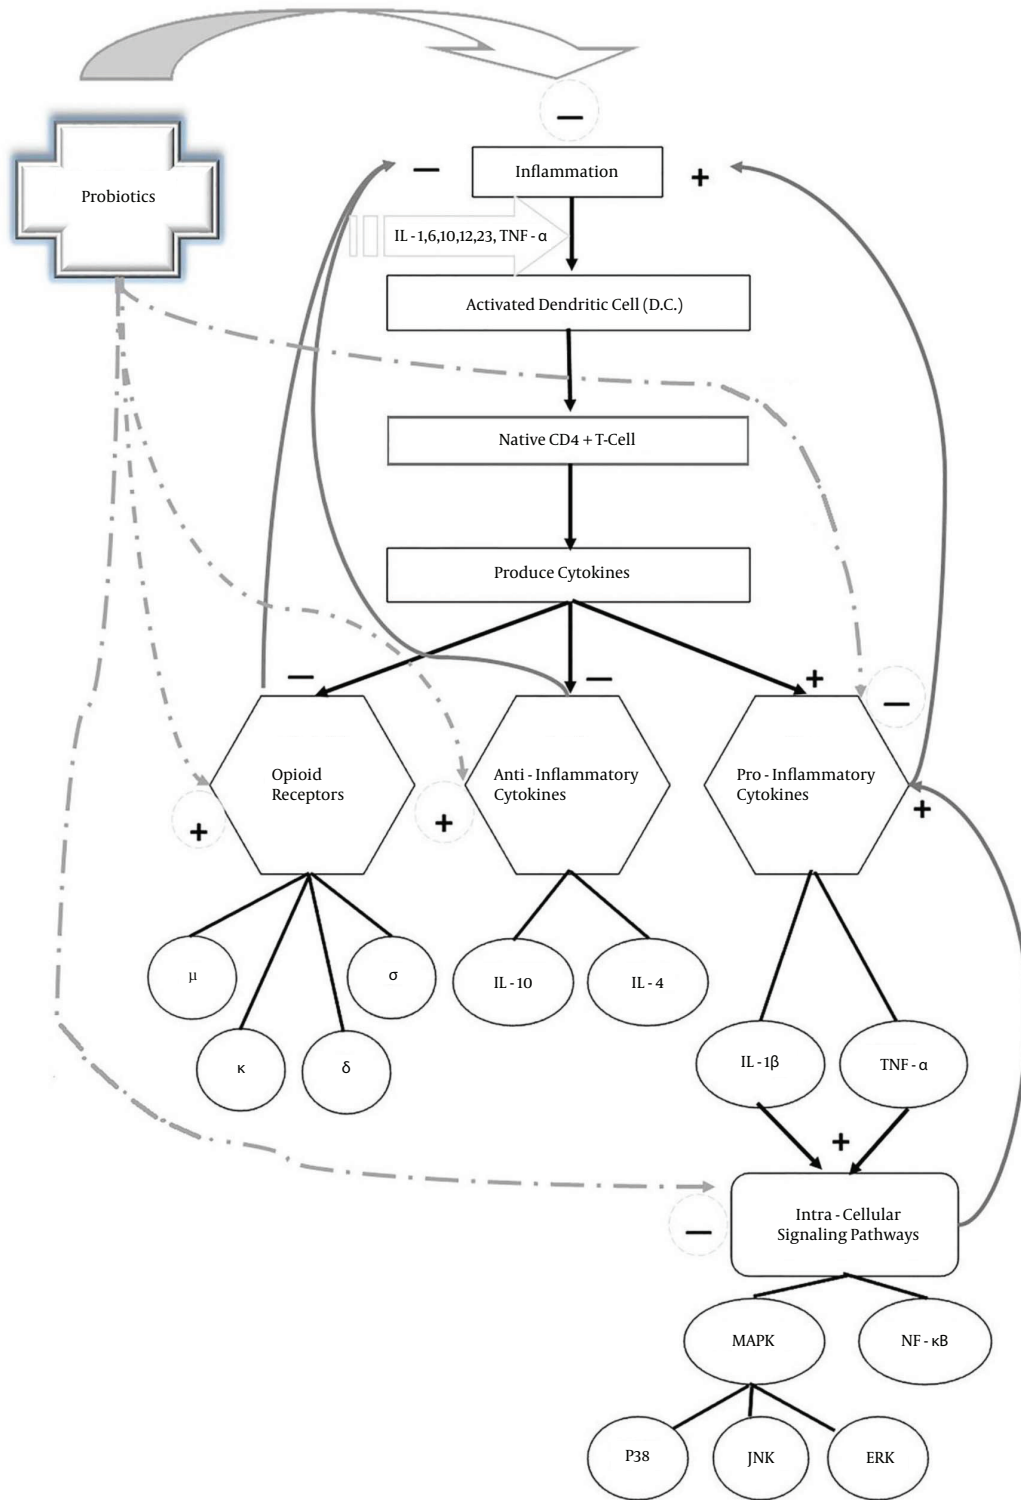 −
Probiotics
Inflammation
−
+
IL - 1,6,10,12,23, TNF - α
Activated Dendritic Cell (D.C.)
Native CD4 + T-Cell
Produce Cytokines
−
−
+
−
Opioid
Receptors
Anti - Inflammatory
Cytokines
Pro - Inflammatory
Cytokines
+
+
+
μ
σ
κ
δ
IL - 10
IL - 4
IL - 1β
TNF - α
+
−
Intra - Cellular
Signaling Pathways
MAPK
NF - κB
P38
JNK
ERK